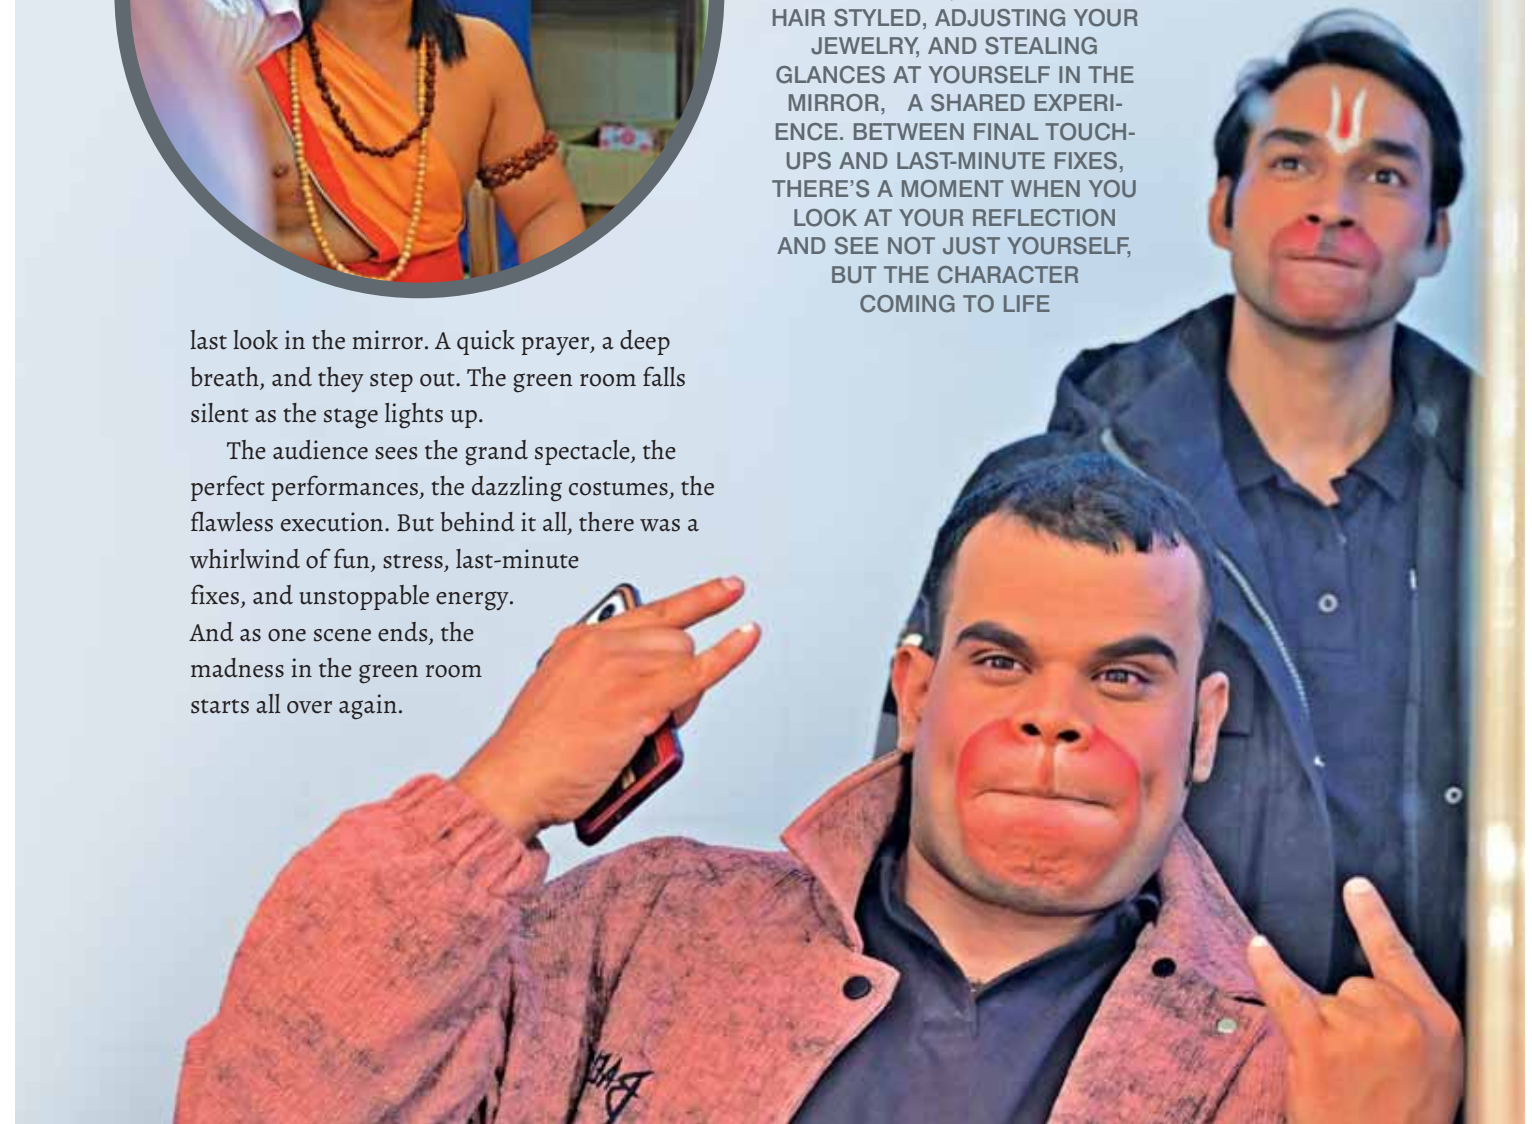 HAIR STYLED, ADJUSTING YOUR
JEWELRY, AND STEALING
GLANCES AT YOURSELF IN THE
MIRROR, A SHARED EXPERI-
ENCE. BETWEEN FINAL TOUCH-
UPS AND LAST-MINUTE FIXES,
THERE'S A MOMENT WHEN YOU
LOOK AT YOUR REFLECTION
AND SEE NOT JUST YOURSELF,
BUT THE CHARACTER
COMING TO LIFE
last look in the mirror. A quick prayer, a deep
breath, and they step out. The green room falls
silent as the stage lights up.
The audience sees the grand spectacle, the
perfect performances, the dazzling costumes, the
flawless execution. But behind it all, there was a
whirlwind of fun, stress, last-minute
fixes, and unstoppable energy.
And as one scene ends, the
madness in the green room
starts all over again.